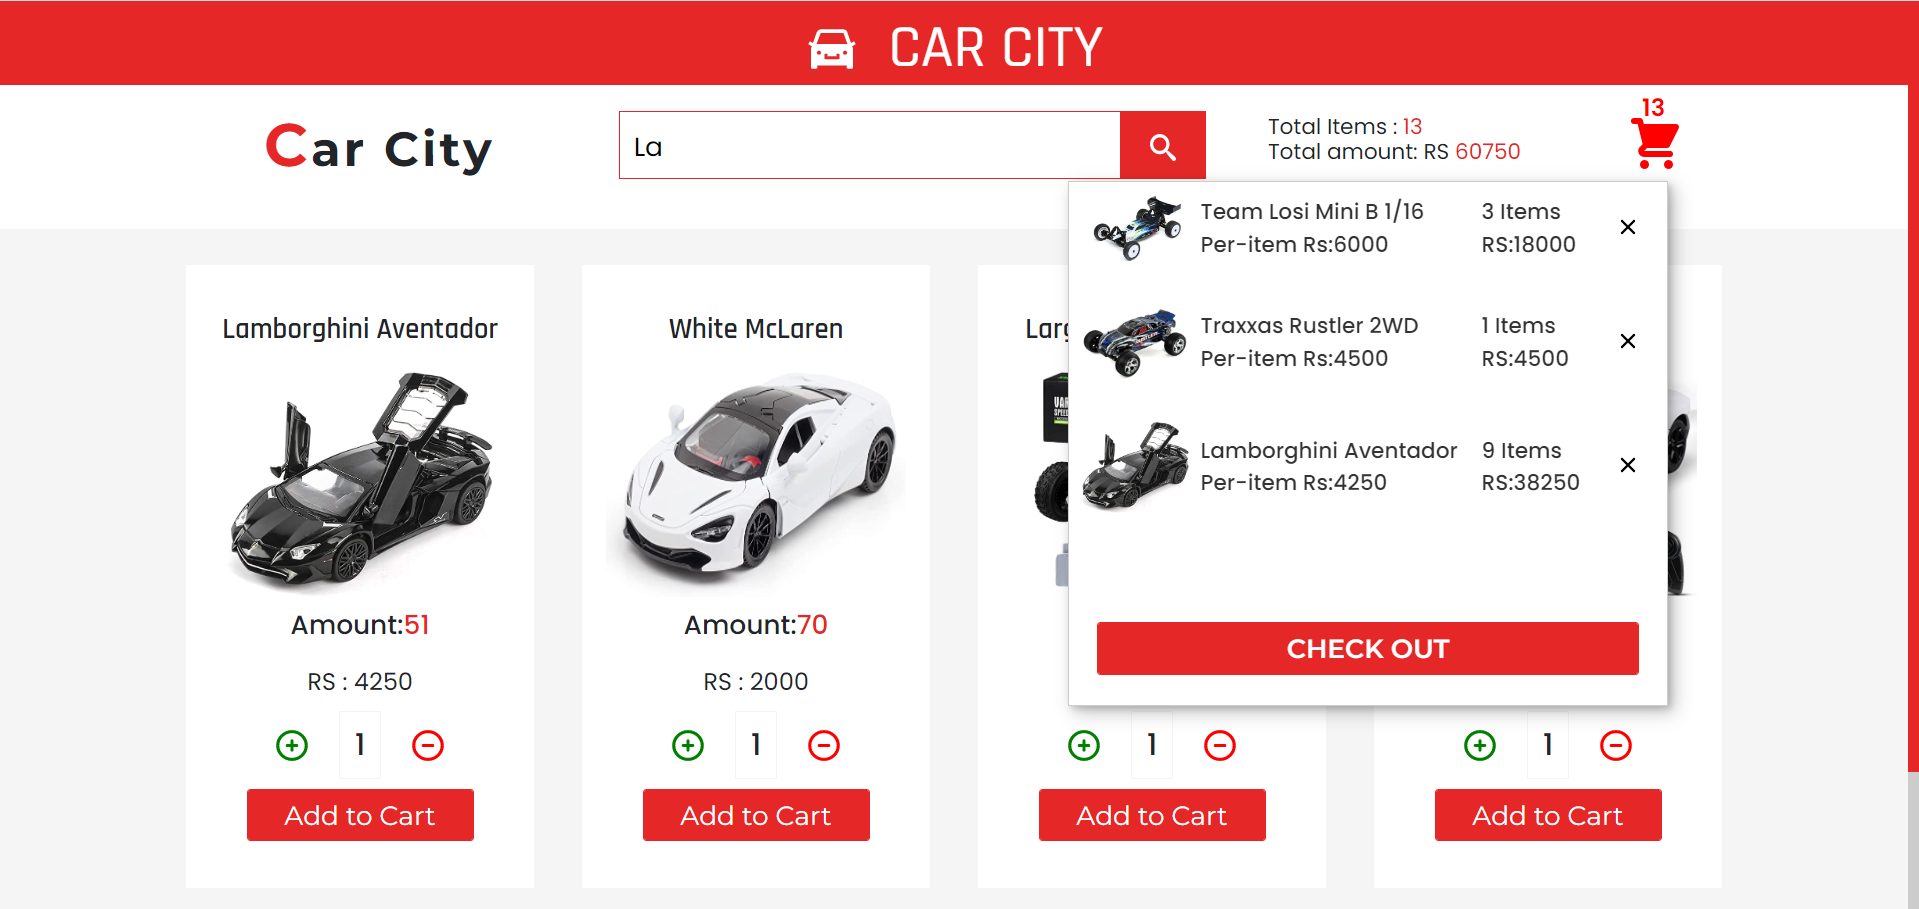 CAR CITY
Car City
La
Total Items : 13
Total amount: RS 60750
13
Team Losi Mini B 1/16
Per-item Rs:6000
3 Items
RS:18000
Traxxas Rustler 2WD
Per-item Rs:4500
1 Items
RS:4500
Lamborghini Aventador
Per-item Rs:4250
9 Items
RS:38250
CHECK OUT
Lamborghini Aventador
Amount:51
RS : 4250
1
Add to Cart
White McLaren
Amount:70
RS : 2000
1
Add to Cart
1
Add to Cart
1
Add to Cart